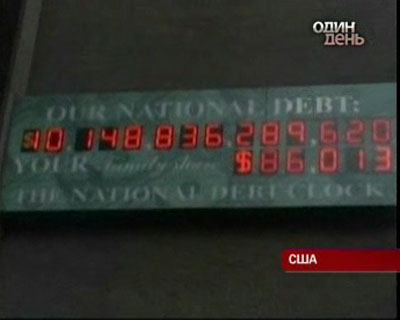 ОДИН
ДЕНЬ
OUR NATIONAL DEBT:
$10,148,836,289,620
YOUR family share $86,013
THE NATIONAL DEBT CLOCK
США